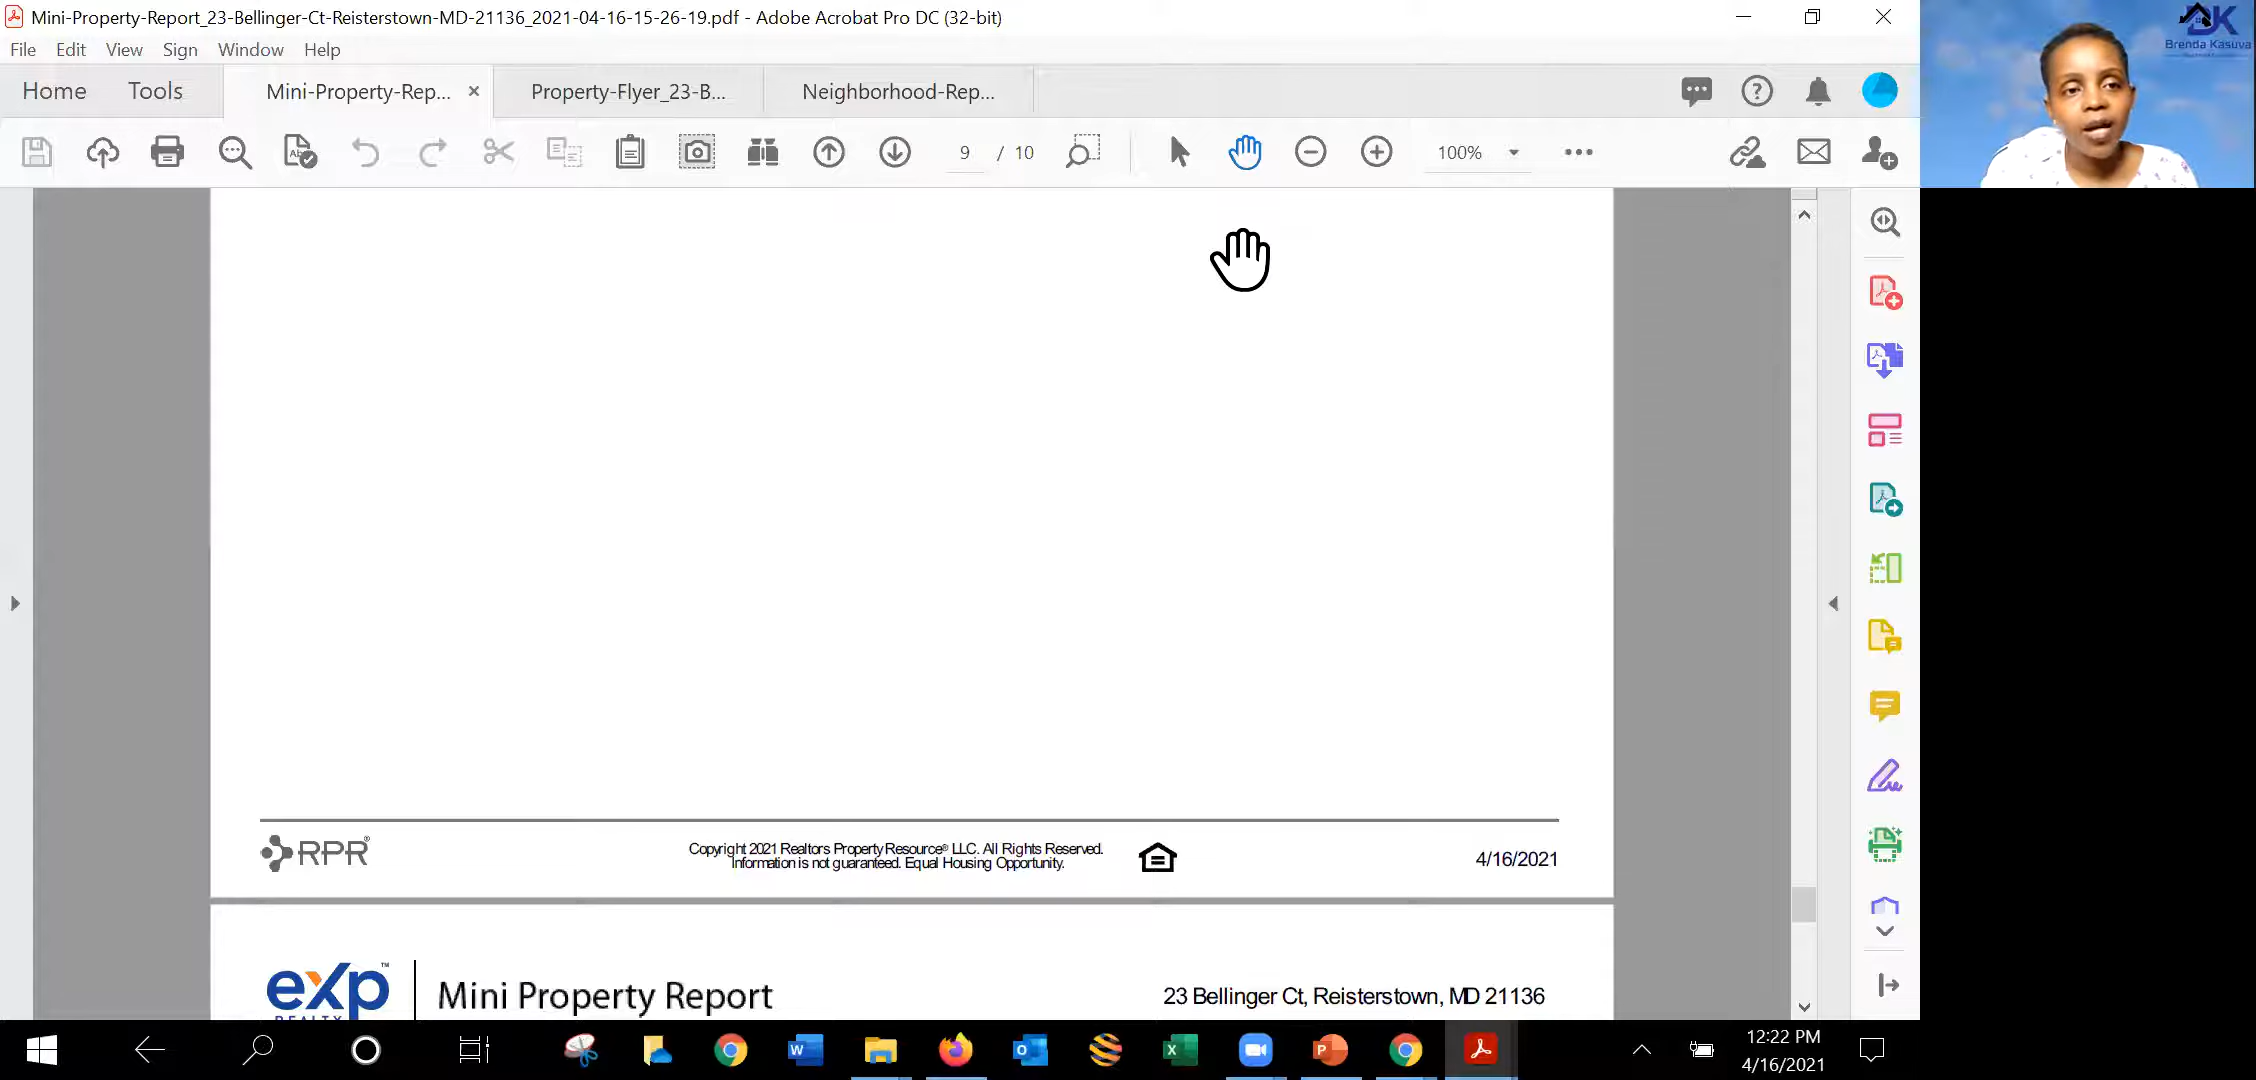 Mini-Property-Report_23-Bellinger-Ct-Reisterstown-MD-21136_2021-04-16-15-26-19.pdf - Adobe Acrobat Pro DC (32-bit)
File Edit View Sign Window Help
Home Tools Mini-Property-Rep... Property-Flyer_23-B... Neighborhood-Rep...
9 / 10 100%
BK
Brenda Kasuva
RPR®
Copyright 2021 Realtors Property Resource® LLC. All Rights Reserved.
Information is not guaranteed. Equal Housing Opportunity.
4/16/2021
eXp™
REALTY
Mini Property Report
23 Bellinger Ct, Reisterstown, MD 21136
12:22 PM
4/16/2021